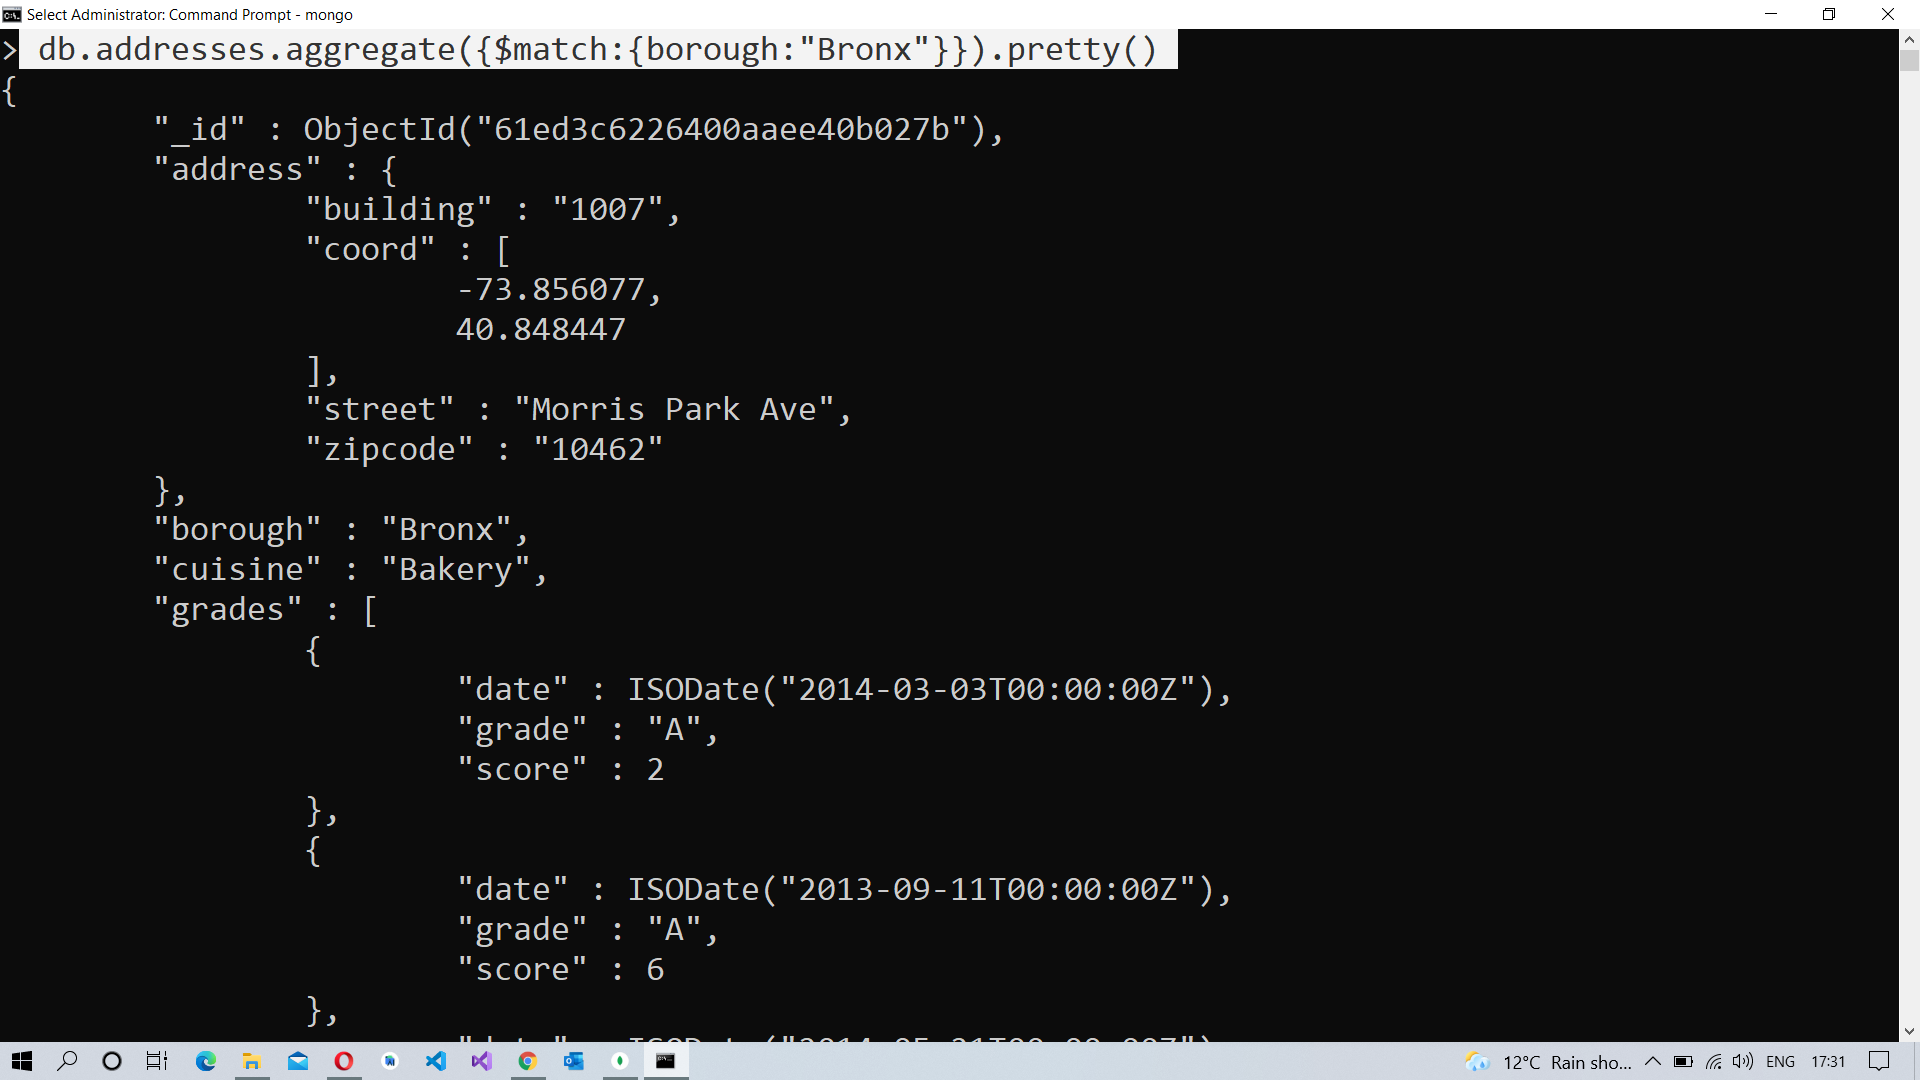 Select Administrator: Command Prompt - mongo
> db.addresses.aggregate({$match:{borough:"Bronx"}}).pretty()
{
"_id" : ObjectId("61ed3c6226400aaee40b027b"),
"address" : {
"building" : "1007",
"coord" : [
-73.856077,
40.848447
],
"street" : "Morris Park Ave",
"zipcode" : "10462"
},
"borough" : "Bronx",
"cuisine" : "Bakery",
"grades" : [
{
"date" : ISODate("2014-03-03T00:00:00Z"),
"grade" : "A",
"score" : 2
},
{
"date" : ISODate("2013-09-11T00:00:00Z"),
"grade" : "A",
"score" : 6
},
12°C Rain sho... ENG 17:31